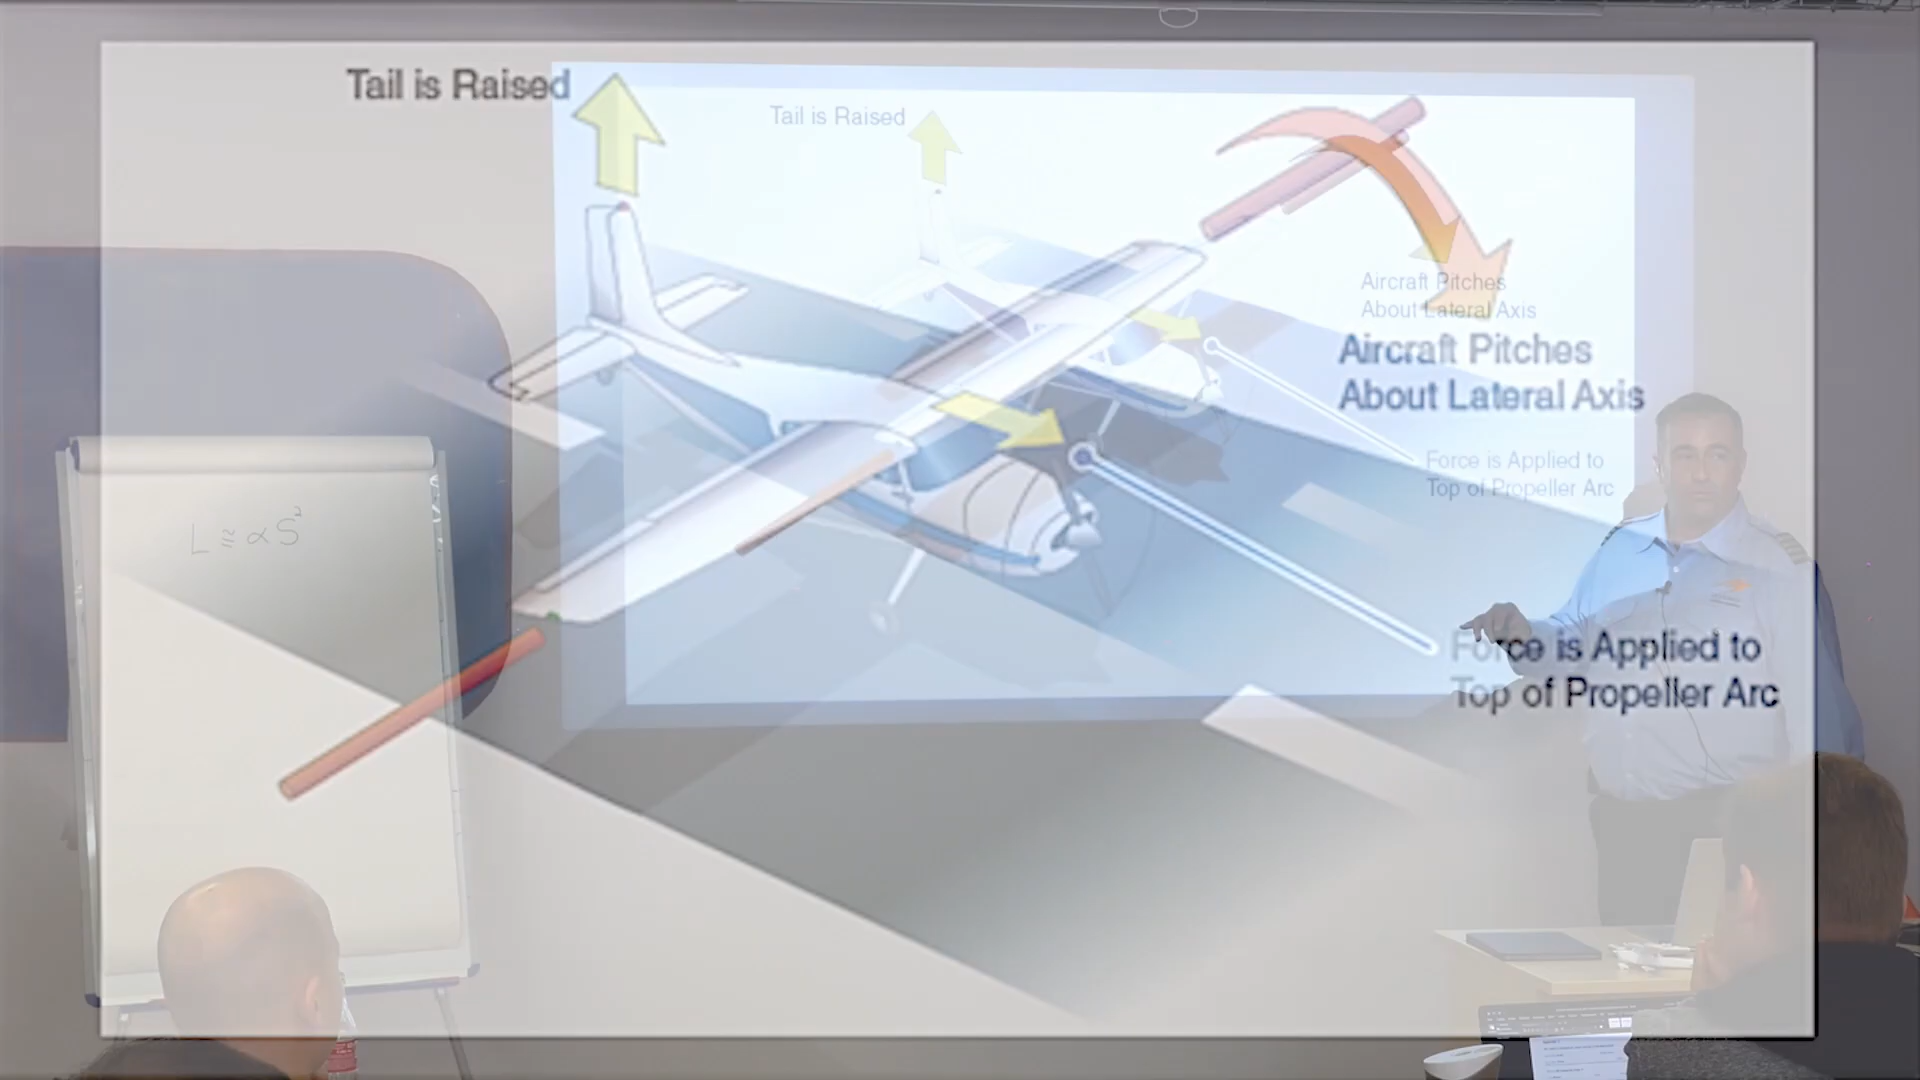 Tail is Raised
Tail is Raised
Aircraft Pitches
About Lateral Axis
Aircraft Pitches
About Lateral Axis
Force is Applied to
Top of Propeller Arc
L ≅ αS²
Force is Applied to
Top of Propeller Arc